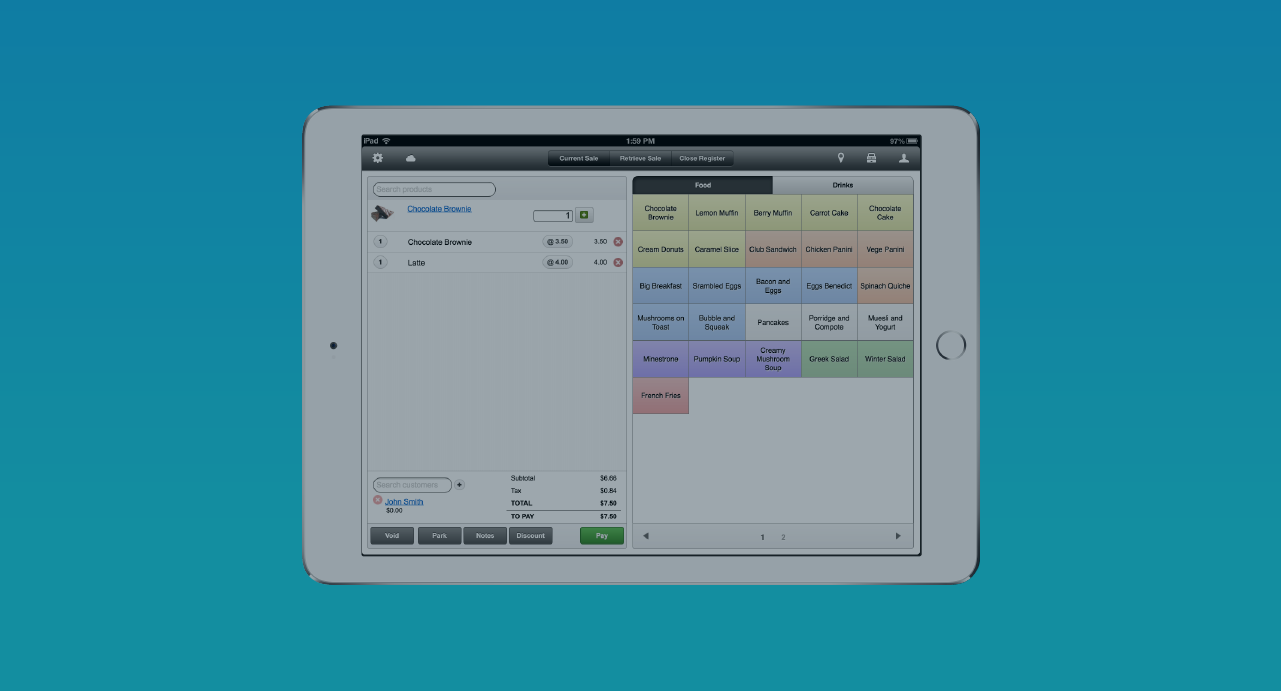 iPad
1:59 PM
97%
Current Sale
Retrieve Sale
Close Register
Search products
Chocolate Brownie
1
1
Chocolate Brownie
@ 3.50
3.50
1
Latte
@ 4.00
4.00
Search customers
John Smith
$0.00
Subtotal
$6.66
Tax
$0.84
TOTAL
$7.50
TO PAY
$7.50
Void
Park
Notes
Discount
Pay
Food
Drinks
Chocolate
Brownie
Lemon Muffin
Berry Muffin
Carrot Cake
Chocolate
Cake
Cream Donuts
Caramel Slice
Club Sandwich
Chicken Panini
Vege Panini
Big Breakfast
Srambled Eggs
Bacon and
Eggs
Eggs Benedict
Spinach Quiche
Mushrooms on
Toast
Bubble and
Squeak
Pancakes
Porridge and
Compote
Muesli and
Yogurt
Minestrone
Pumpkin Soup
Creamy
Mushroom
Soup
Greek Salad
Winter Salad
French Fries
1
2